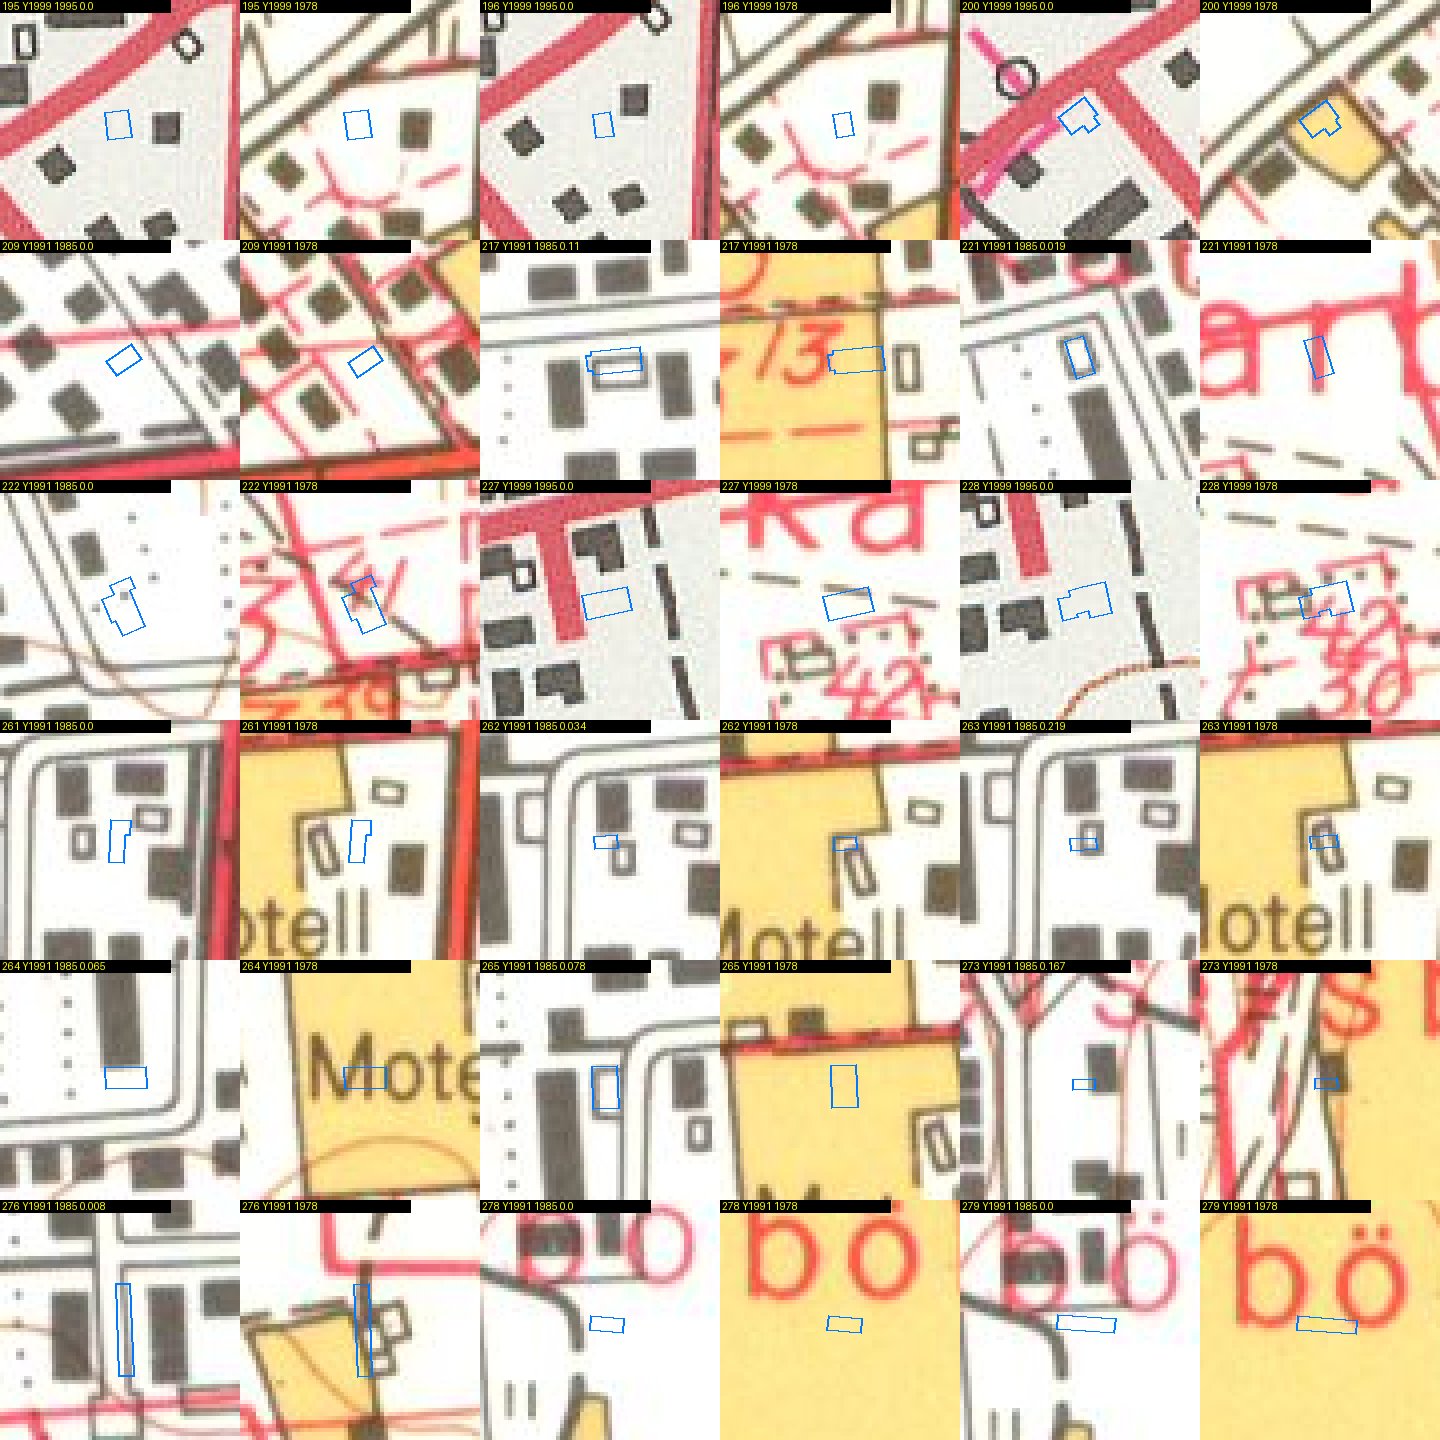 195 Y1999 1995 0.0
195 Y1999 1978
196 Y1999 1995 0.0
196 Y1999 1978
200 Y1999 1995 0.0
200 Y1999 1978
209 Y1991 1985 0.0
209 Y1991 1978
217 Y1991 1985 0.11
217 Y1991 1978
221 Y1991 1985 0.019
221 Y1991 1978
13
222 Y1991 1985 0.0
222 Y1991 1978
227 Y1999 1995 0.0
227 Y1999 1978
228 Y1999 1995 0.0
228 Y1999 1978
39
ka
42
42
30
261 Y1991 1985 0.0
261 Y1991 1978
262 Y1991 1985 0.034
262 Y1991 1978
263 Y1991 1985 0.219
263 Y1991 1978
otell
Motell
otell
264 Y1991 1985 0.065
264 Y1991 1978
265 Y1991 1985 0.078
265 Y1991 1978
273 Y1991 1985 0.167
273 Y1991 1978
Mote
S
276 Y1991 1985 0.008
276 Y1991 1978
278 Y1991 1985 0.0
278 Y1991 1978
279 Y1991 1985 0.0
279 Y1991 1978
bö
bö